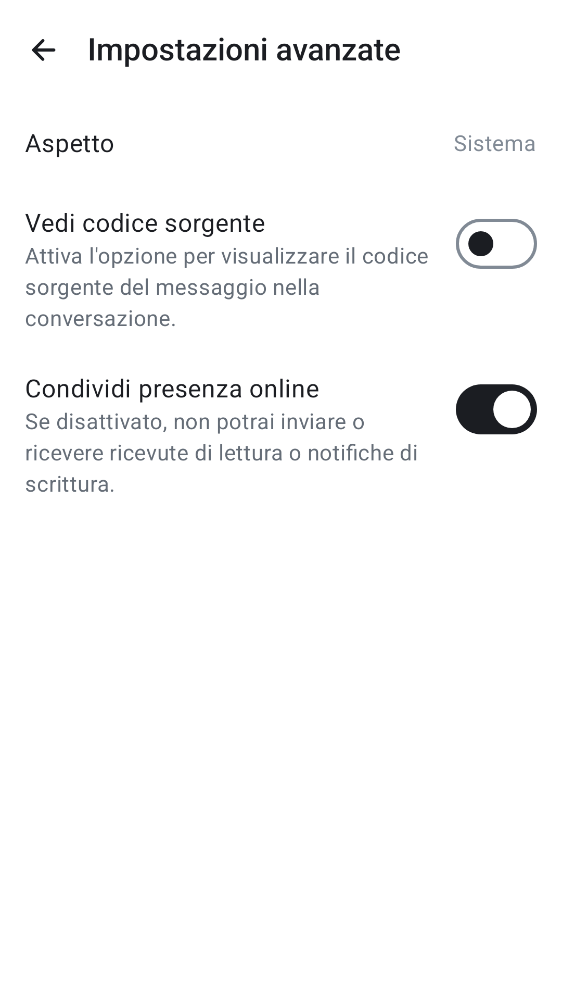 Impostazioni avanzate
Aspetto
Sistema
Vedi codice sorgente
Attiva l'opzione per visualizzare il codice
sorgente del messaggio nella
conversazione.
Condividi presenza online
Se disattivato, non potrai inviare o
ricevere ricevute di lettura o notifiche di
scrittura.